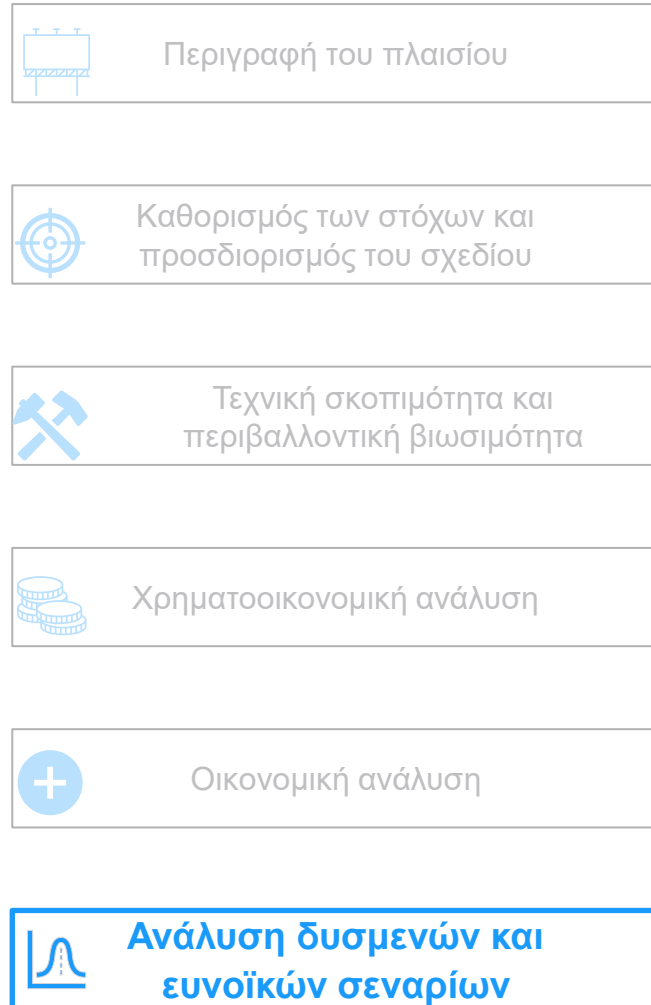 Περιγραφή του πλαισίου
Καθορισμός των στόχων και
προσδιορισμός του σχεδίου
Τεχνική σκοπιμότητα και
περιβαλλοντική βιωσιμότητα
Χρηματοοικονομική ανάλυση
Οικονομική ανάλυση
Ανάλυση δυσμενών και
ευνοϊκών σεναρίων